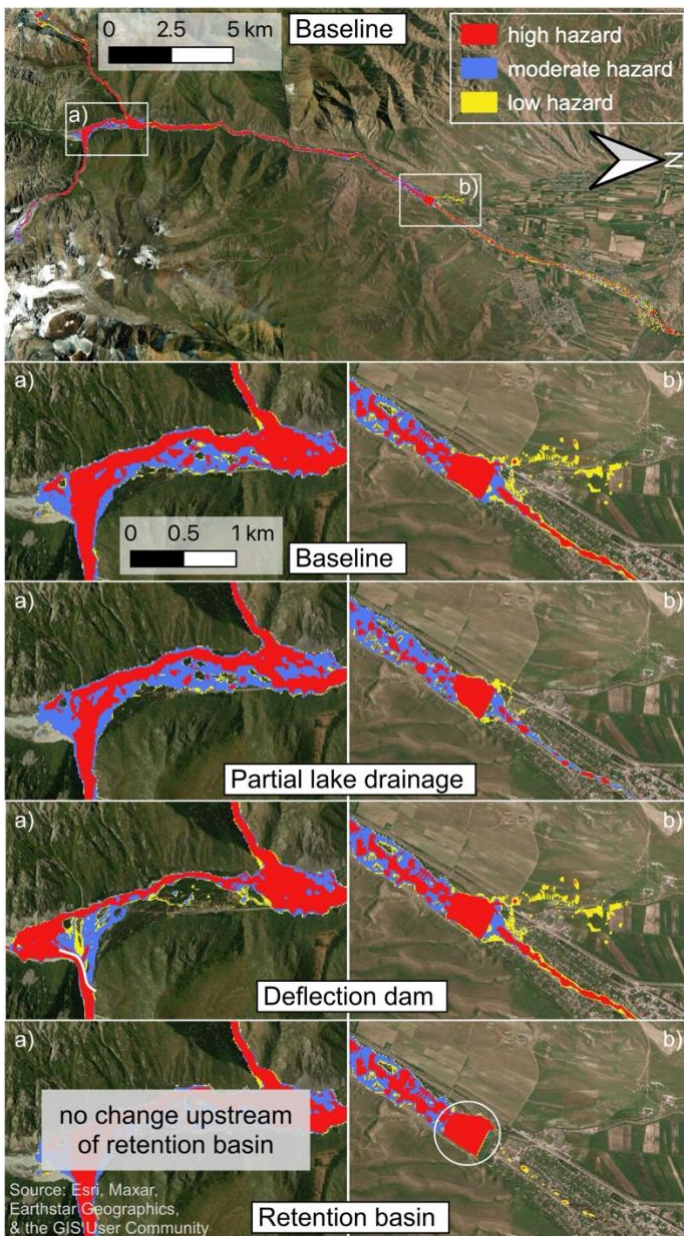 0 2.5 5 km
Baseline
high hazard
moderate hazard
low hazard
N
a)
b)
a)
b)
0 0.5 1 km
Baseline
a)
b)
Partial lake drainage
a)
b)
Deflection dam
a)
b)
no change upstream
of retention basin
Source: Esri, Maxar,
Earthstar Geographics,
& the GIS User Community
Retention basin